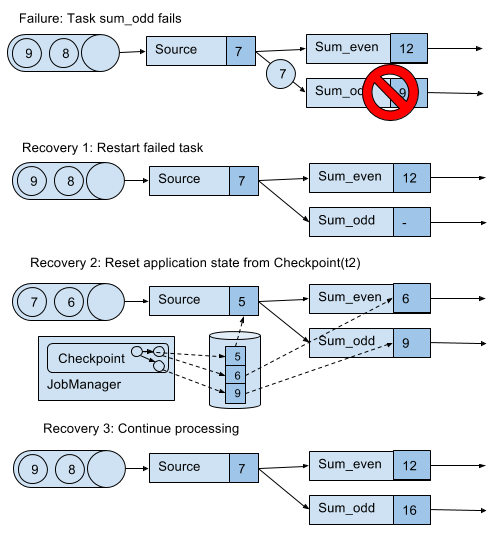 Failure: Task sum_odd fails
9 8 Source 7 Sum_even 12
7
Sum_od 9
Recovery 1: Restart failed task
9 8 Source 7 Sum_even 12
Sum_odd -
Recovery 2: Reset application state from Checkpoint(t2)
7 6 Source 5 Sum_even 6
Sum_odd 9
Checkpoint
JobManager
5
6
9
Recovery 3: Continue processing
9 8 Source 7 Sum_even 12
Sum_odd 16